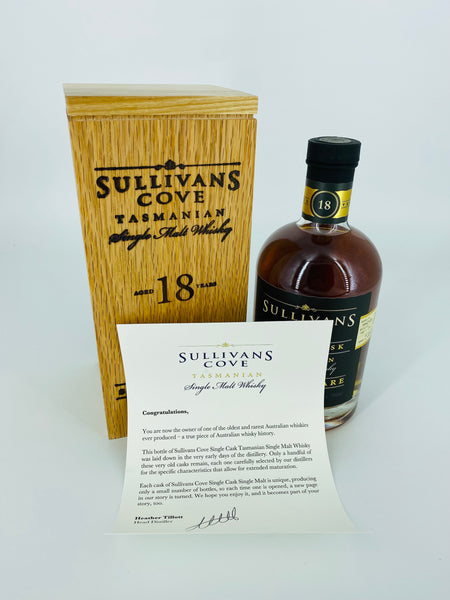 SULLIVANS
COVE
TASMANIAN
Single Malt Whisky
AGED 18 YEARS
18
SULLIVANS
SULLIVANS
COVE
TASMANIAN
Single Malt Whisky
Congratulations,
You are now the owner of one of the oldest and rarest Australian whiskies
ever produced – a true piece of Australian whisky history.
This bottle of Sullivans Cove Single Cask Tasmanian Single Malt Whisky
was laid down in the very early days of the distillery. Only a handful of
these very old casks remain, each one carefully selected by our distillers
for the specific characteristics that allow for extended maturation.
Each cask of Sullivans Cove Single Cask Single Malt is unique, producing
only a small number of bottles, so each time one is opened, a new page
in our story is turned. We hope you enjoy it, and it becomes part of your
story, too.
Heather Tillott
Head Distiller